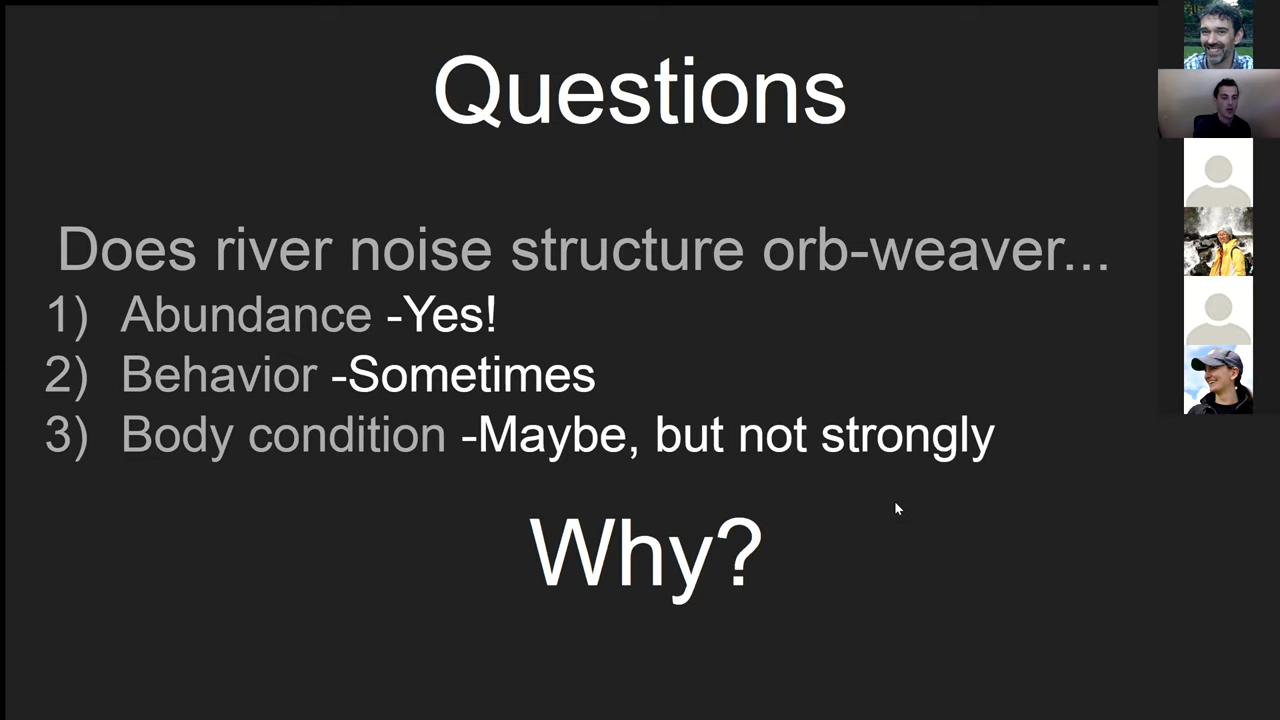 Questions
Does river noise structure orb-weaver...
1) Abundance -Yes!
2) Behavior -Sometimes
3) Body condition -Maybe, but not strongly
Why?